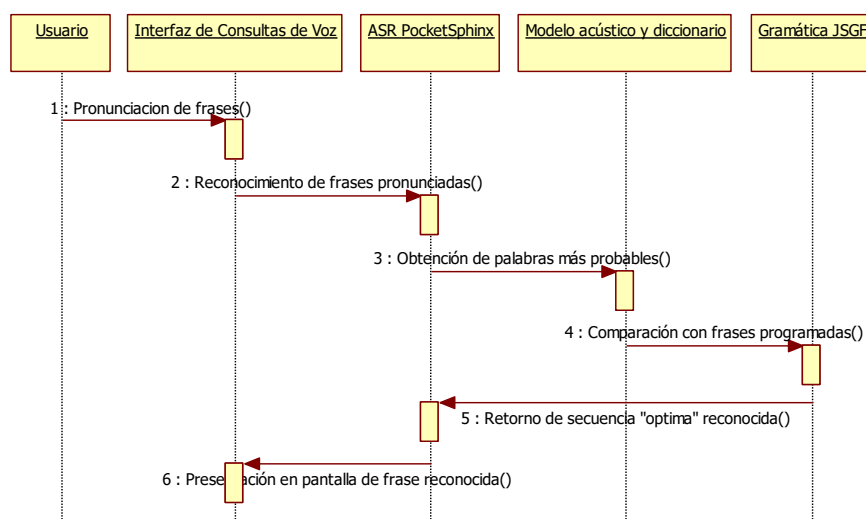 Usuario
Interfaz de Consultas de Voz
ASR PocketSphinx
Modelo acústico y diccionario
Gramática JSGF
1 : Pronunciacion de frases()
2 : Reconocimiento de frases pronunciadas()
3 : Obtención de palabras más probables()
4 : Comparación con frases programadas()
5 : Retorno de secuencia "optima" reconocida()
6 : Presentación en pantalla de frase reconocida()